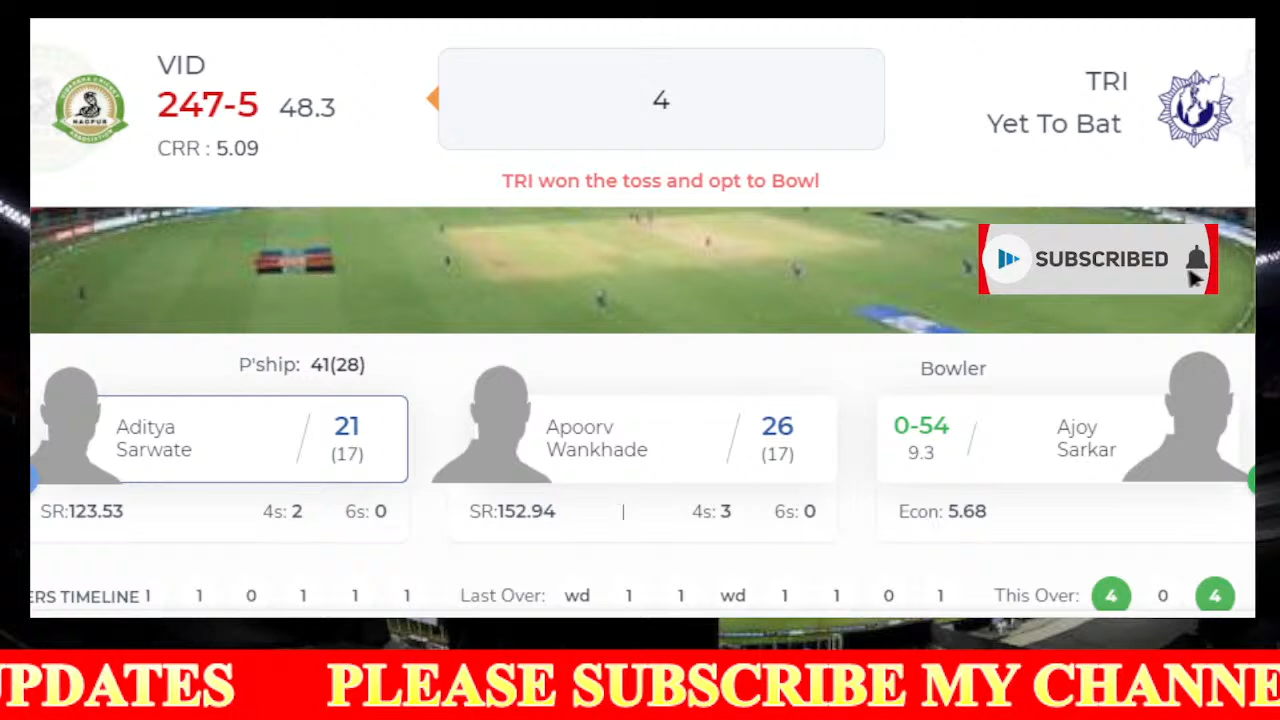 VID
247-5 48.3
CRR : 5.09
4
TRI
Yet To Bat
TRI won the toss and opt to Bowl
NAGPUR
SUBSCRIBED
P'ship: 41(28)
Bowler
Aditya
Sarwate
21
(17)
Apoorv
Wankhade
26
(17)
0-54
9.3
Ajoy
Sarkar
SR:123.53 4s: 2 6s: 0
SR:152.94 | 4s: 3 6s: 0
Econ: 5.68
ERS TIMELINE 1 1 0 1 1 1 Last Over: wd 1 1 wd 1 1 0 1 This Over: 4 0 4
UPDATES PLEASE SUBSCRIBE MY CHANNE